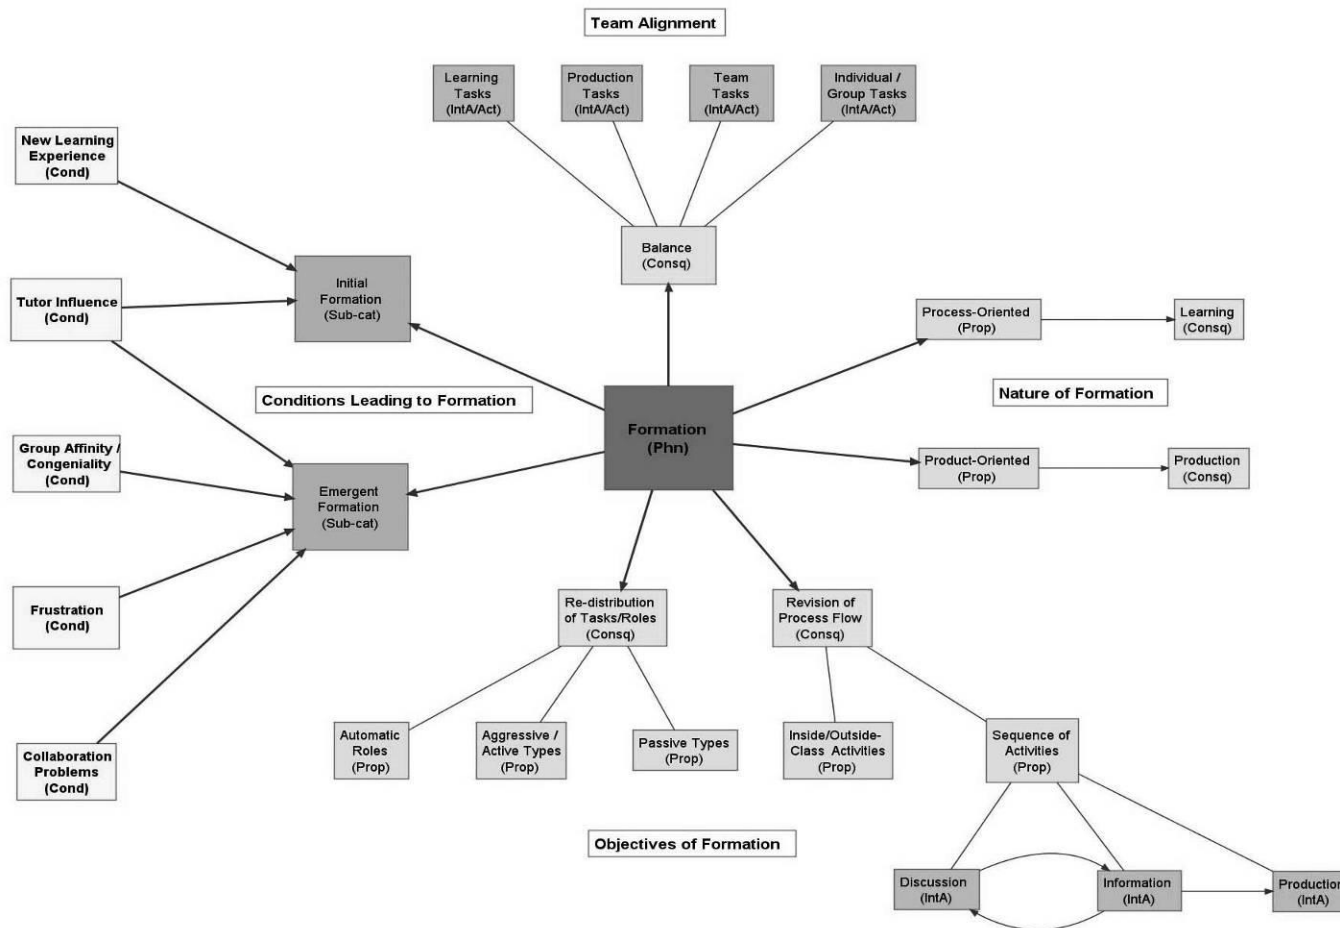 Team Alignment
Learning
Tasks
(IntA/Act)
Production
Tasks
(IntA/Act)
Team
Tasks
(IntA/Act)
Individual /
Group Tasks
(IntA/Act)
New Learning
Experience
(Cond)
Balance
(Consq)
Tutor Influence
(Cond)
Initial
Formation
(Sub-cat)
Process-Oriented
(Prop)
Learning
(Consq)
Conditions Leading to Formation
Nature of Formation
Formation
(Phn)
Group Affinity /
Congeniality
(Cond)
Product-Oriented
(Prop)
Production
(Consq)
Emergent
Formation
(Sub-cat)
Frustration
(Cond)
Re-distribution
of Tasks/Roles
(Consq)
Revision of
Process Flow
(Consq)
Collaboration
Problems
(Cond)
Automatic
Roles
(Prop)
Aggressive /
Active Types
(Prop)
Passive Types
(Prop)
Inside/Outside-
Class Activities
(Prop)
Sequence of
Activities
(Prop)
Objectives of Formation
Discussion
(IntA)
Information
(IntA)
Production
(IntA)